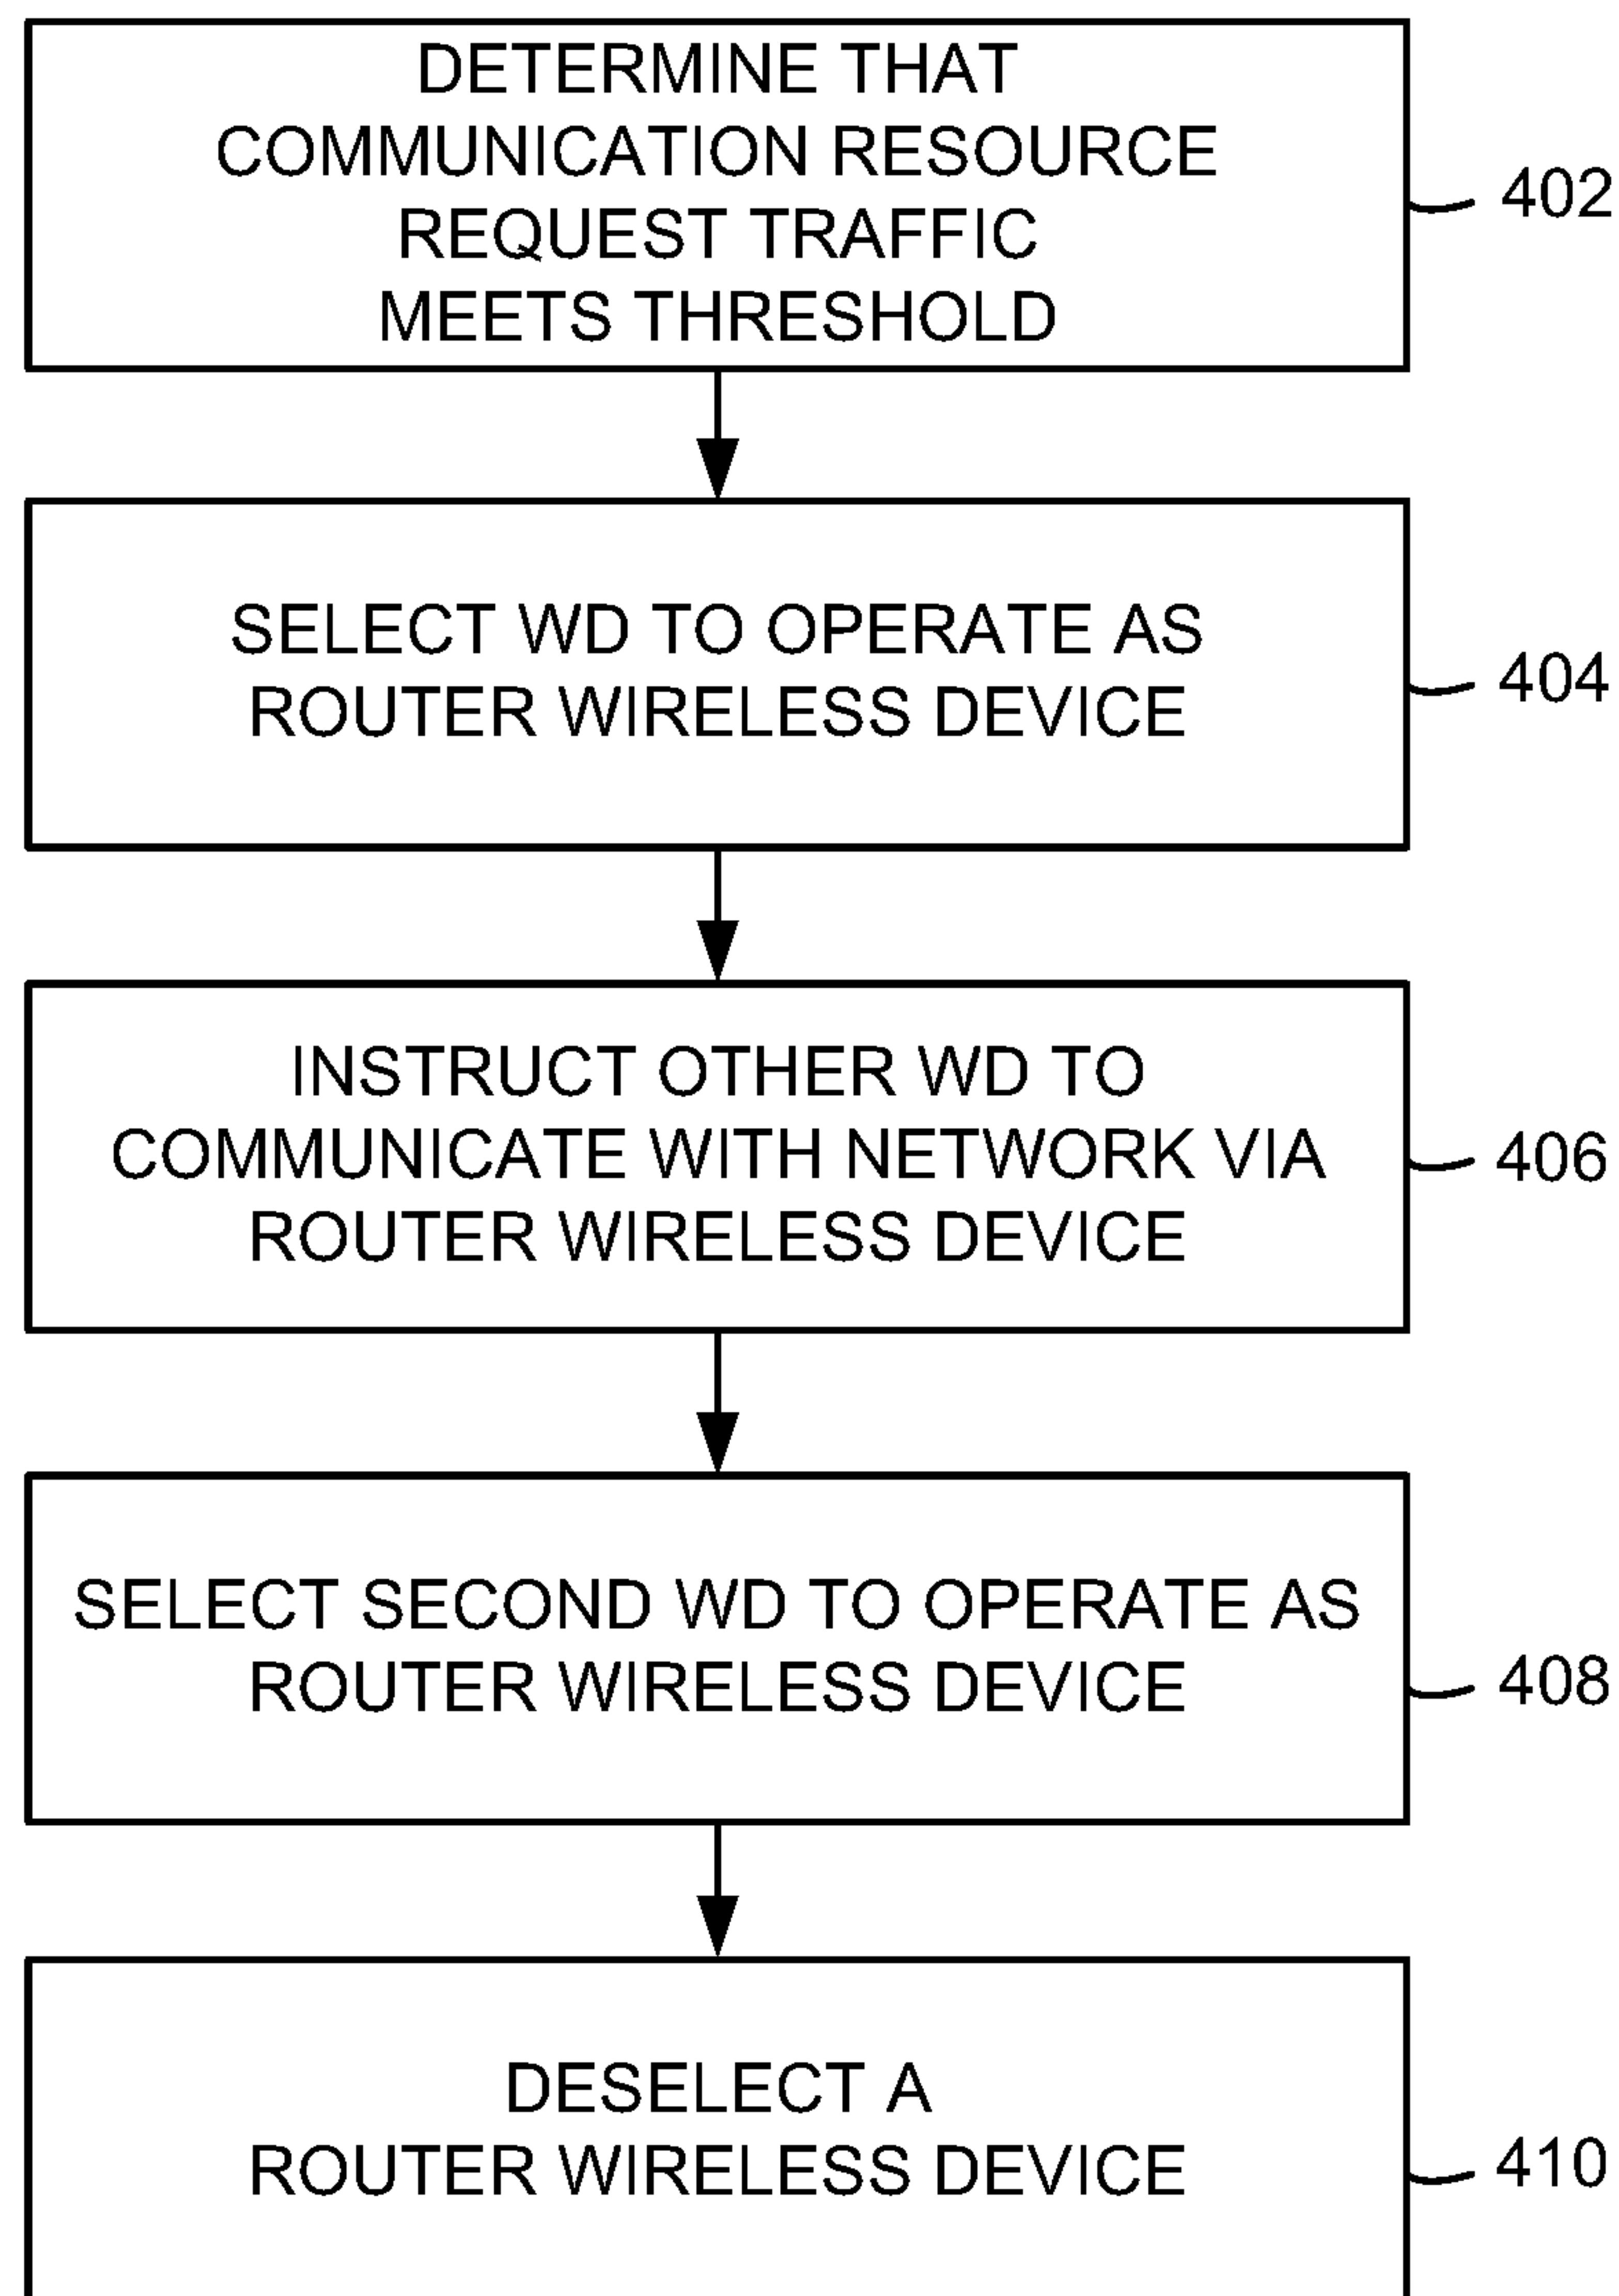 DETERMINE THAT
COMMUNICATION RESOURCE
REQUEST TRAFFIC
MEETS THRESHOLD
402
SELECT WD TO OPERATE AS
ROUTER WIRELESS DEVICE
404
INSTRUCT OTHER WD TO
COMMUNICATE WITH NETWORK VIA
ROUTER WIRELESS DEVICE
406
SELECT SECOND WD TO OPERATE AS
ROUTER WIRELESS DEVICE
408
DESELECT A
ROUTER WIRELESS DEVICE
410